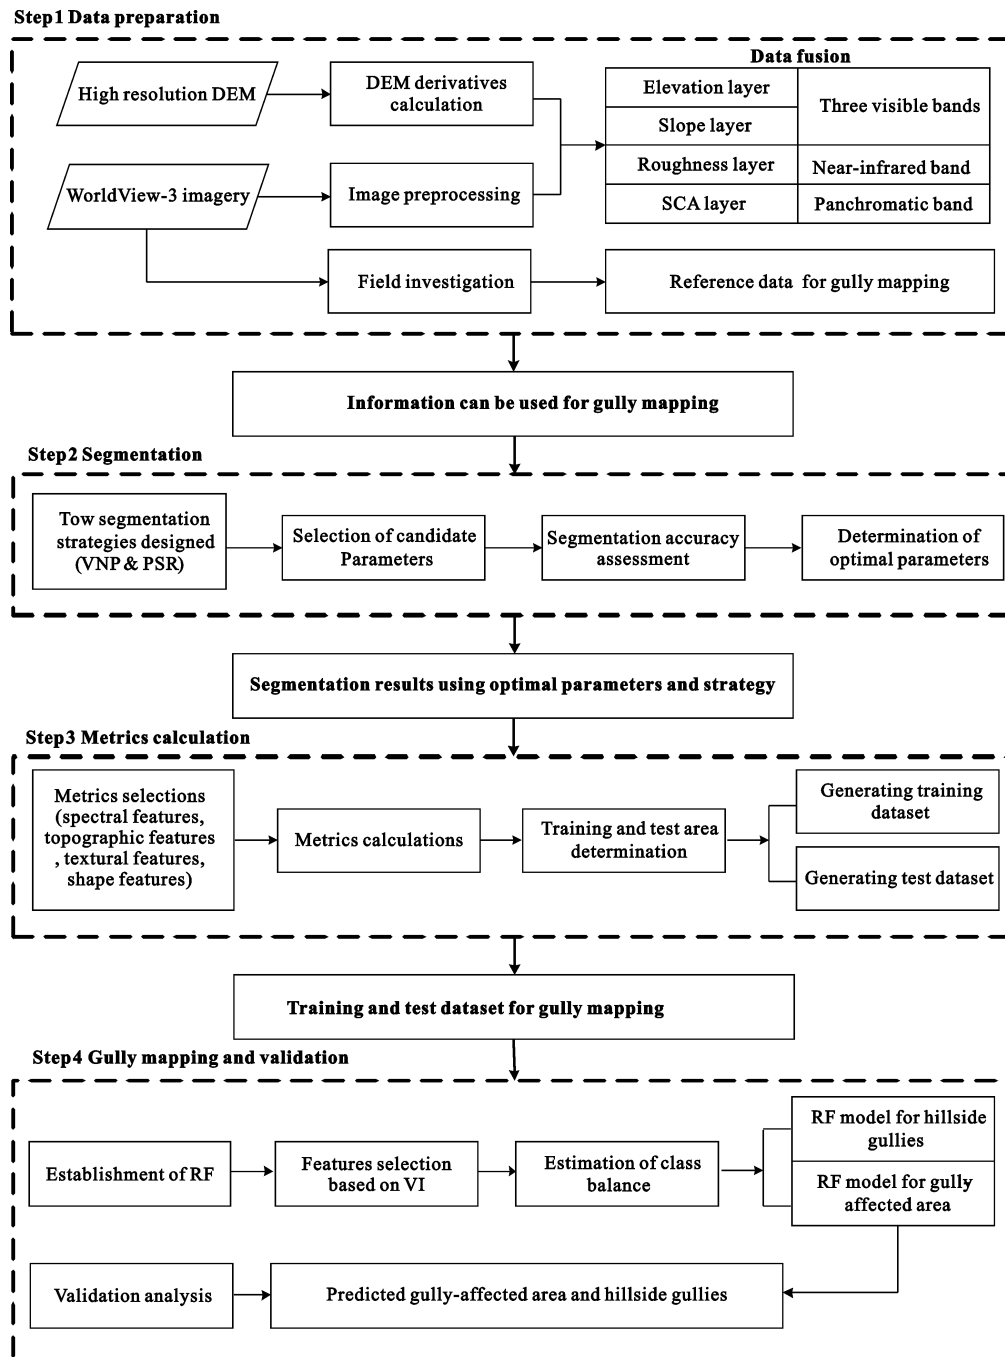 Step1 Data preparation
Data fusion
High resolution DEM
DEM derivatives
calculation
Elevation layer
Three visible bands
Slope layer
WorldView-3 imagery
Image preprocessing
Roughness layer
Near-infrared band
SCA layer
Panchromatic band
Field investigation
Reference data for gully mapping
Information can be used for gully mapping
Step2 Segmentation
Tow segmentation
strategies designed
(VNP & PSR)
Selection of candidate
Parameters
Segmentation accuracy
assessment
Determination of
optimal parameters
Segmentation results using optimal parameters and strategy
Step3 Metrics calculation
Metrics selections
(spectral features,
topographic features
, textural features,
shape features)
Metrics calculations
Training and test area
determination
Generating training
dataset
Generating test dataset
Training and test dataset for gully mapping
Step4 Gully mapping and validation
Establishment of RF
Features selection
based on VI
Estimation of class
balance
RF model for hillside
gullies
RF model for gully-
affected area
Validation analysis
Predicted gully-affected area and hillside gullies